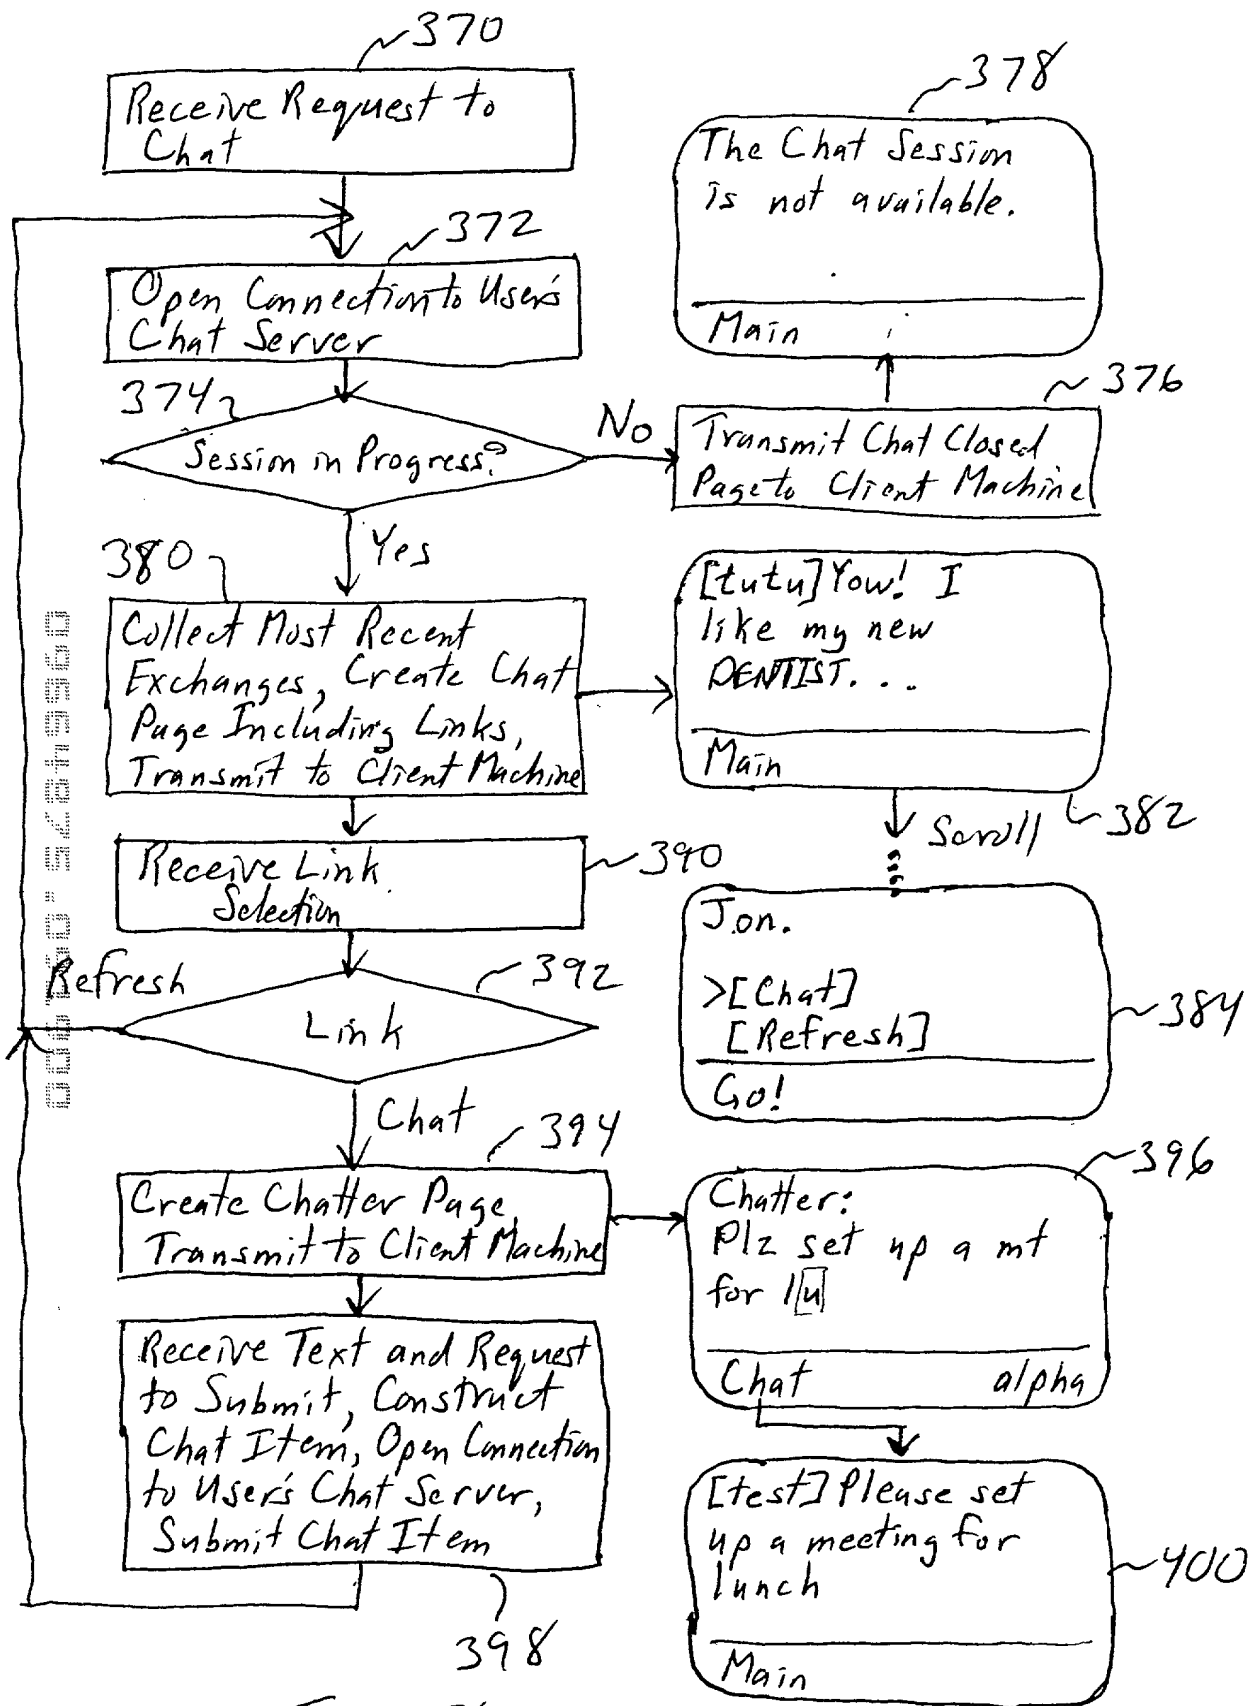 370
Receive Request to
Chat
372
Open Connection to User's
Chat Server
374
Session in Progress?
No
Yes
376
Transmit Chat Closed
Page to Client Machine
378
The Chat Session
is not available.
Main
380
Collect Most Recent
Exchanges, Create Chat
Page Including Links,
Transmit to Client Machine
[tutu] Yow! I
like my new
DENTIST...
Main
382
Scroll
Receive Link
Selection
390
Jon.
>[Chat]
[Refresh]
Go!
384
Refresh
392
Link
Chat
394
Create Chatter Page,
Transmit to Client Machine
396
Chatter:
Plz set up a mt
for lu
Chat alpha
Receive Text and Request
to Submit, Construct
Chat Item, Open Connection
to User's Chat Server,
Submit Chat Item
398
[test] Please set
up a meeting for
lunch
Main
400